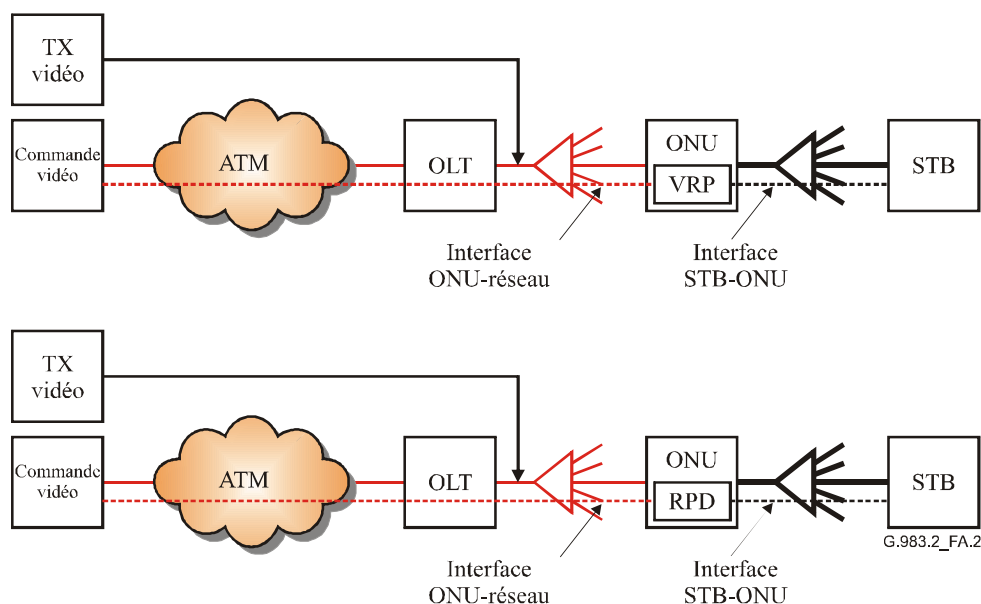 TX
vidéo
Commande
vidéo
ATM
OLT
ONU
VRP
STB
Interface
ONU-réseau
Interface
STB-ONU
TX
vidéo
Commande
vidéo
ATM
OLT
ONU
RPD
STB
G.983.2_FA.2
Interface
ONU-réseau
Interface
STB-ONU